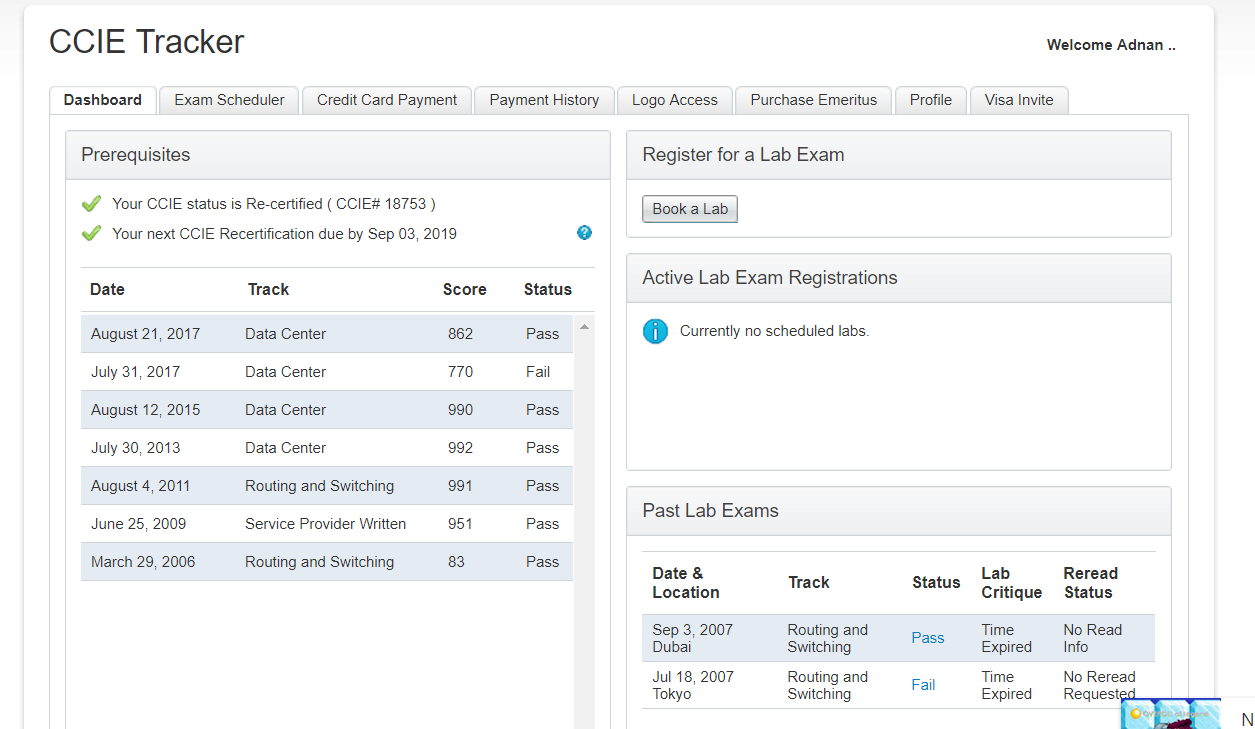 CCIE Tracker
Welcome Adnan ..
Dashboard
Exam Scheduler
Credit Card Payment
Payment History
Logo Access
Purchase Emeritus
Profile
Visa Invite
Prerequisites
Your CCIE status is Re-certified ( CCIE# 18753 )
Your next CCIE Recertification due by Sep 03, 2019
?
Date Track Score Status
August 21, 2017 Data Center 862 Pass
July 31, 2017 Data Center 770 Fail
August 12, 2015 Data Center 990 Pass
July 30, 2013 Data Center 992 Pass
August 4, 2011 Routing and Switching 991 Pass
June 25, 2009 Service Provider Written 951 Pass
March 29, 2006 Routing and Switching 83 Pass
Register for a Lab Exam
Book a Lab
Active Lab Exam Registrations
Currently no scheduled labs.
Past Lab Exams
Date &
Location
Track
Status
Lab
Critique
Reread
Status
Sep 3, 2007
Dubai
Routing and
Switching
Pass
Time
Expired
No Read
Info
Jul 18, 2007
Tokyo
Routing and
Switching
Fail
Time
Expired
No Reread
Requested
N